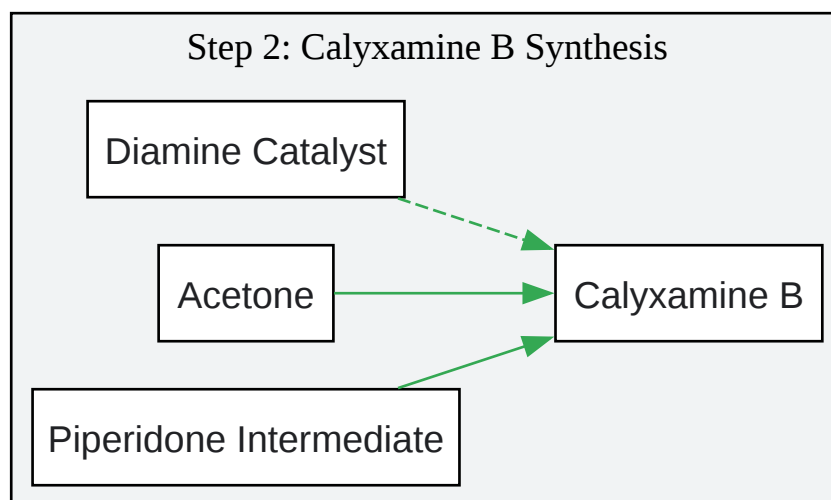 Step 2: Calyxamine B Synthesis
Diamine Catalyst
Acetone
Calyxamine B
Piperidone Intermediate